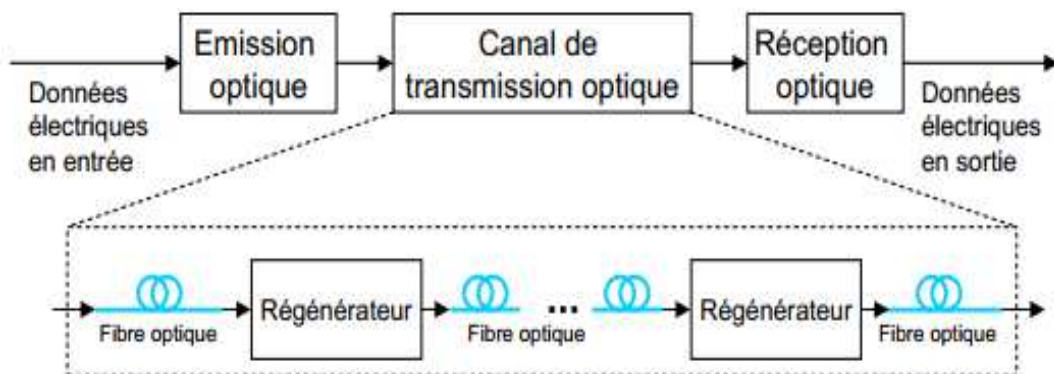 Emission
optique
Canal de
transmission optique
Réception
optique
Données
électriques
en entrée
Données
électriques
en sortie
Fibre optique
Régénérateur
...
Fibre optique
Régénérateur
Fibre optique